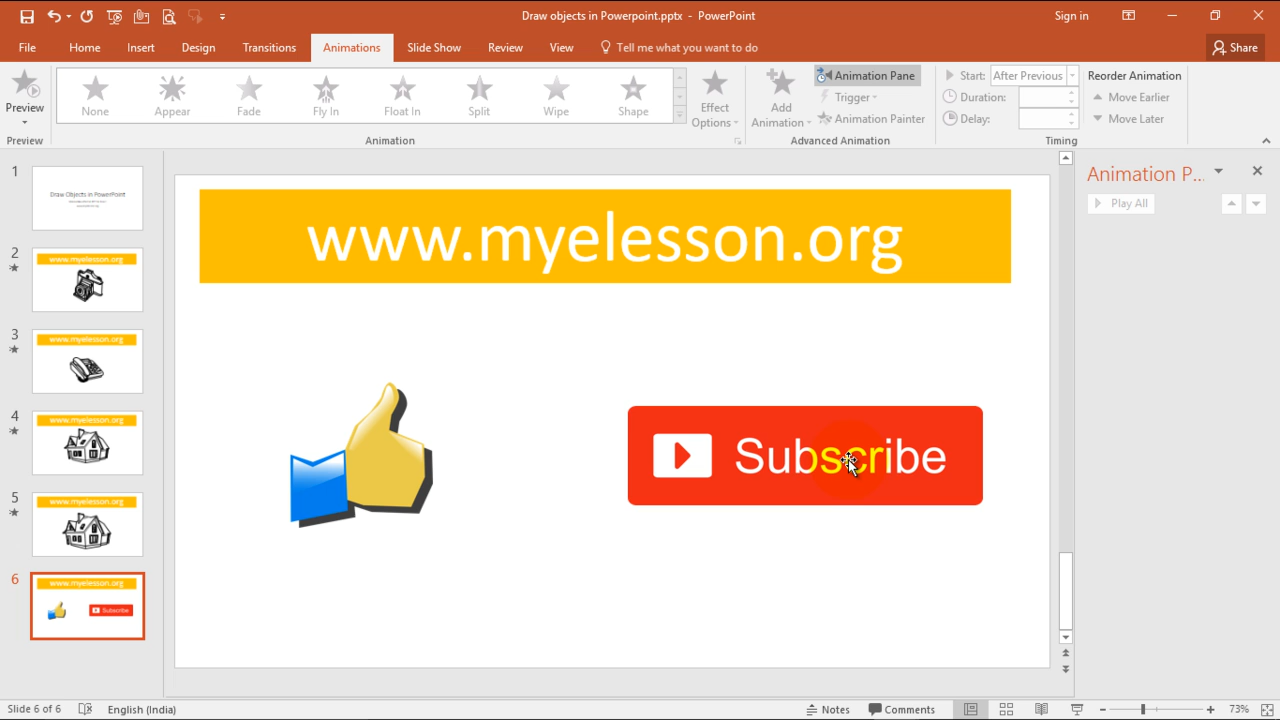 Draw objects in Powerpoint.pptx - PowerPoint
Sign in
File
Home
Insert
Design
Transitions
Animations
Slide Show
Review
View
Tell me what you want to do
Share
Preview
None
Appear
Fade
Fly In
Float In
Split
Wipe
Shape
Effect Options
Add Animation
Animation Pane
Trigger
Animation Painter
Start: After Previous
Duration:
Delay:
Reorder Animation
Move Earlier
Move Later
Preview
Animation
Advanced Animation
Timing
1
Draw Objects in PowerPoint
2
www.myelesson.org
3
www.myelesson.org
4
www.myelesson.org
5
www.myelesson.org
6
www.myelesson.org
Subscribe
www.myelesson.org
Subscribe
Animation P...
Play All
Slide 6 of 6
English (India)
Notes
Comments
73%